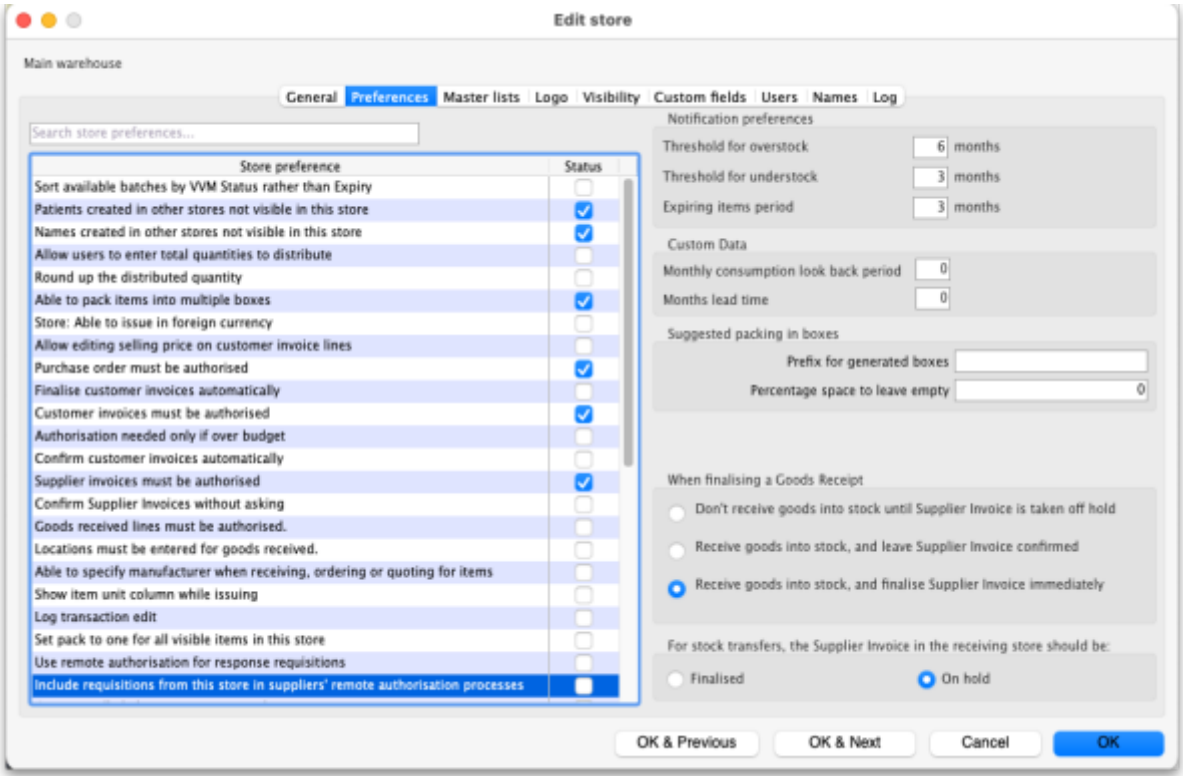 Edit store
Main warehouse
General Preferences Master lists Logo Visibility Custom fields Users Names Log
Search store preferences...
Store preference Status
Sort available batches by VVM Status rather than Expiry
Patients created in other stores not visible in this store
Names created in other stores not visible in this store
Allow users to enter total quantities to distribute
Round up the distributed quantity
Able to pack items into multiple boxes
Store: Able to issue in foreign currency
Allow editing selling price on customer invoice lines
Purchase order must be authorised
Finalise customer invoices automatically
Customer invoices must be authorised
Authorisation needed only if over budget
Confirm customer invoices automatically
Supplier invoices must be authorised
Confirm Supplier Invoices without asking
Goods received lines must be authorised.
Locations must be entered for goods received.
Able to specify manufacturer when receiving, ordering or quoting for items
Show item unit column while issuing
Log transaction edit
Set pack to one for all visible items in this store
Use remote authorisation for response requisitions
Include requisitions from this store in suppliers' remote authorisation processes
Notification preferences
Threshold for overstock 6 months
Threshold for understock 3 months
Expiring items period 3 months
Custom Data
Monthly consumption look back period 0
Months lead time 0
Suggested packing in boxes
Prefix for generated boxes
Percentage space to leave empty 0
When finalising a Goods Receipt
Don't receive goods into stock until Supplier Invoice is taken off hold
Receive goods into stock, and leave Supplier Invoice confirmed
Receive goods into stock, and finalise Supplier Invoice immediately
For stock transfers, the Supplier Invoice in the receiving store should be:
Finalised On hold
OK & Previous OK & Next Cancel OK